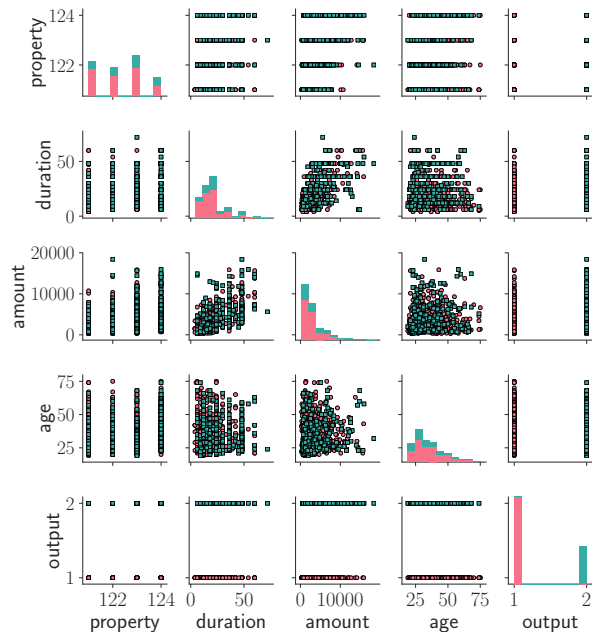 124
122
property
50
0
duration
20000
10000
0
amount
75
50
25
age
2
1
output
122 124
0 50
0 10000
25 50 75
1 2
property duration amount age output